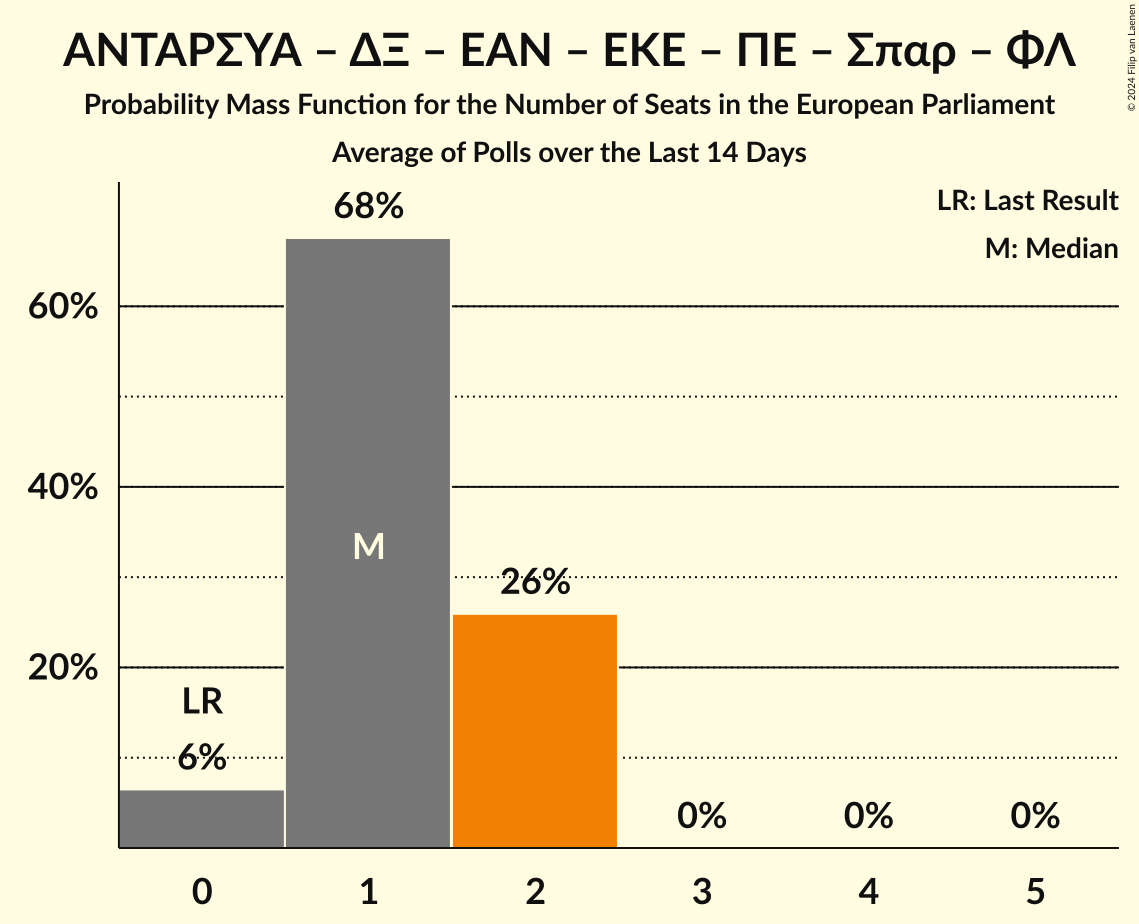 ΑΝΤΑΡΣΥΑ – ΔΞ – ΕΑΝ – ΕΚΕ – ΠΕ – Σπαρ – ΦΛ
Probability Mass Function for the Number of Seats in the European Parliament
Average of Polls over the Last 14 Days
© 2024 Filip van Laenen
LR: Last Result
M: Median
68%
60%
40%
M
26%
20%
LR
6%
0% 0% 0%
0 1 2 3 4 5